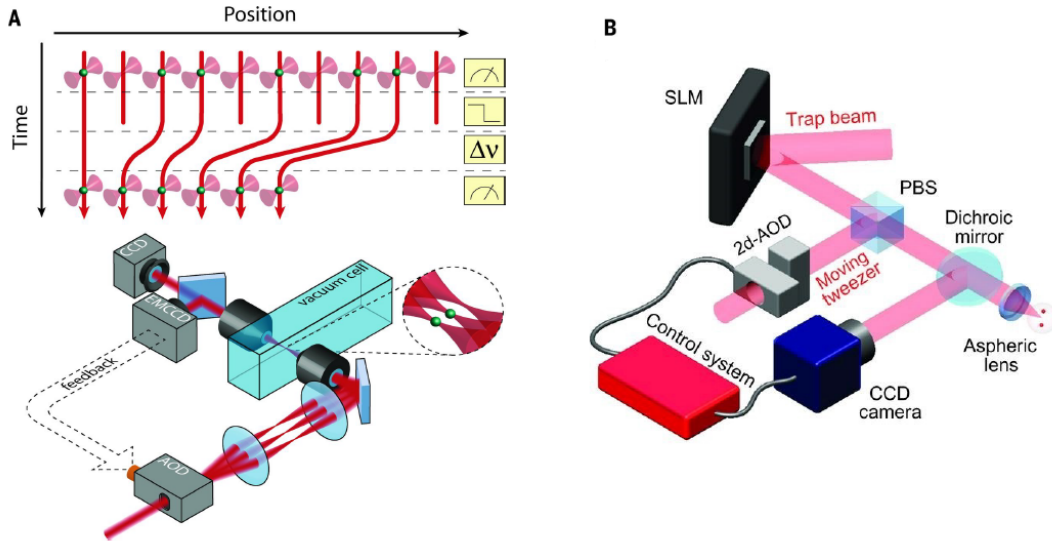 A
Position
Time
Δν
CCD
EMCCD
vacuum cell
feedback
AOD
B
SLM
Trap beam
PBS
Dichroic
mirror
2d-AOD
Moving
tweezer
Control system
CCD
camera
Aspheric
lens